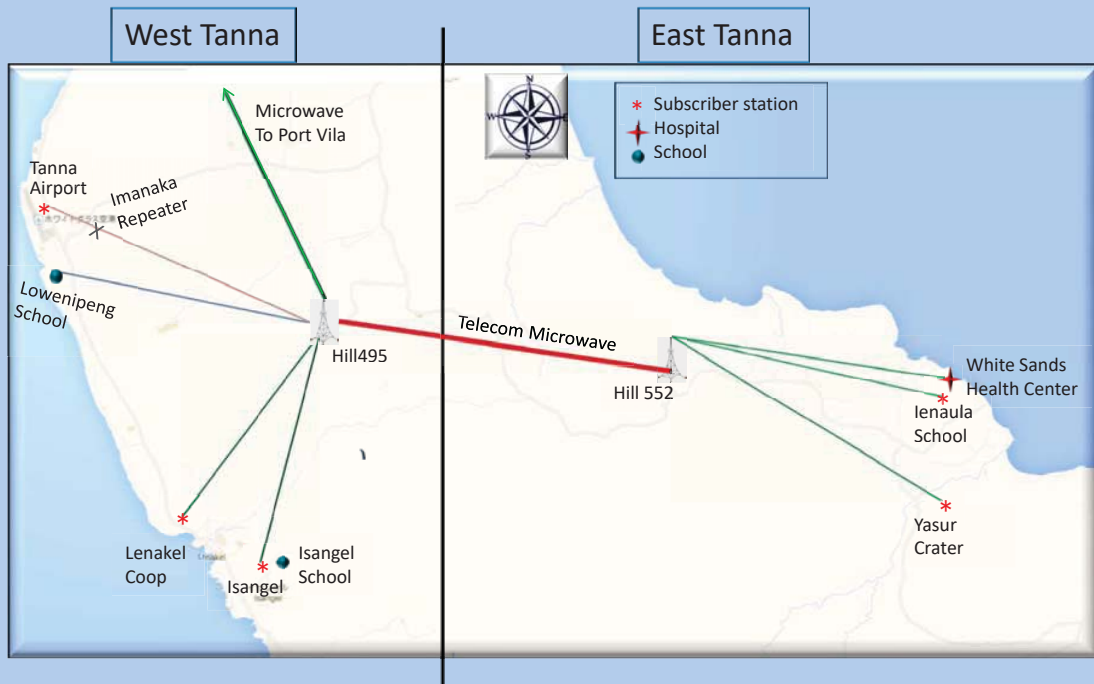 West Tanna
East Tanna
N
W
E
S
* Subscriber station
Hospital
School
Microwave
To Port Vila
Tanna
Airport
Imanaka
Repeater
Lowenipeng
School
Hill495
Telecom Microwave
Hill 552
White Sands
Health Center
Ienaula
School
Yasur
Crater
Lenakel
Coop
Isangel
School
Isangel